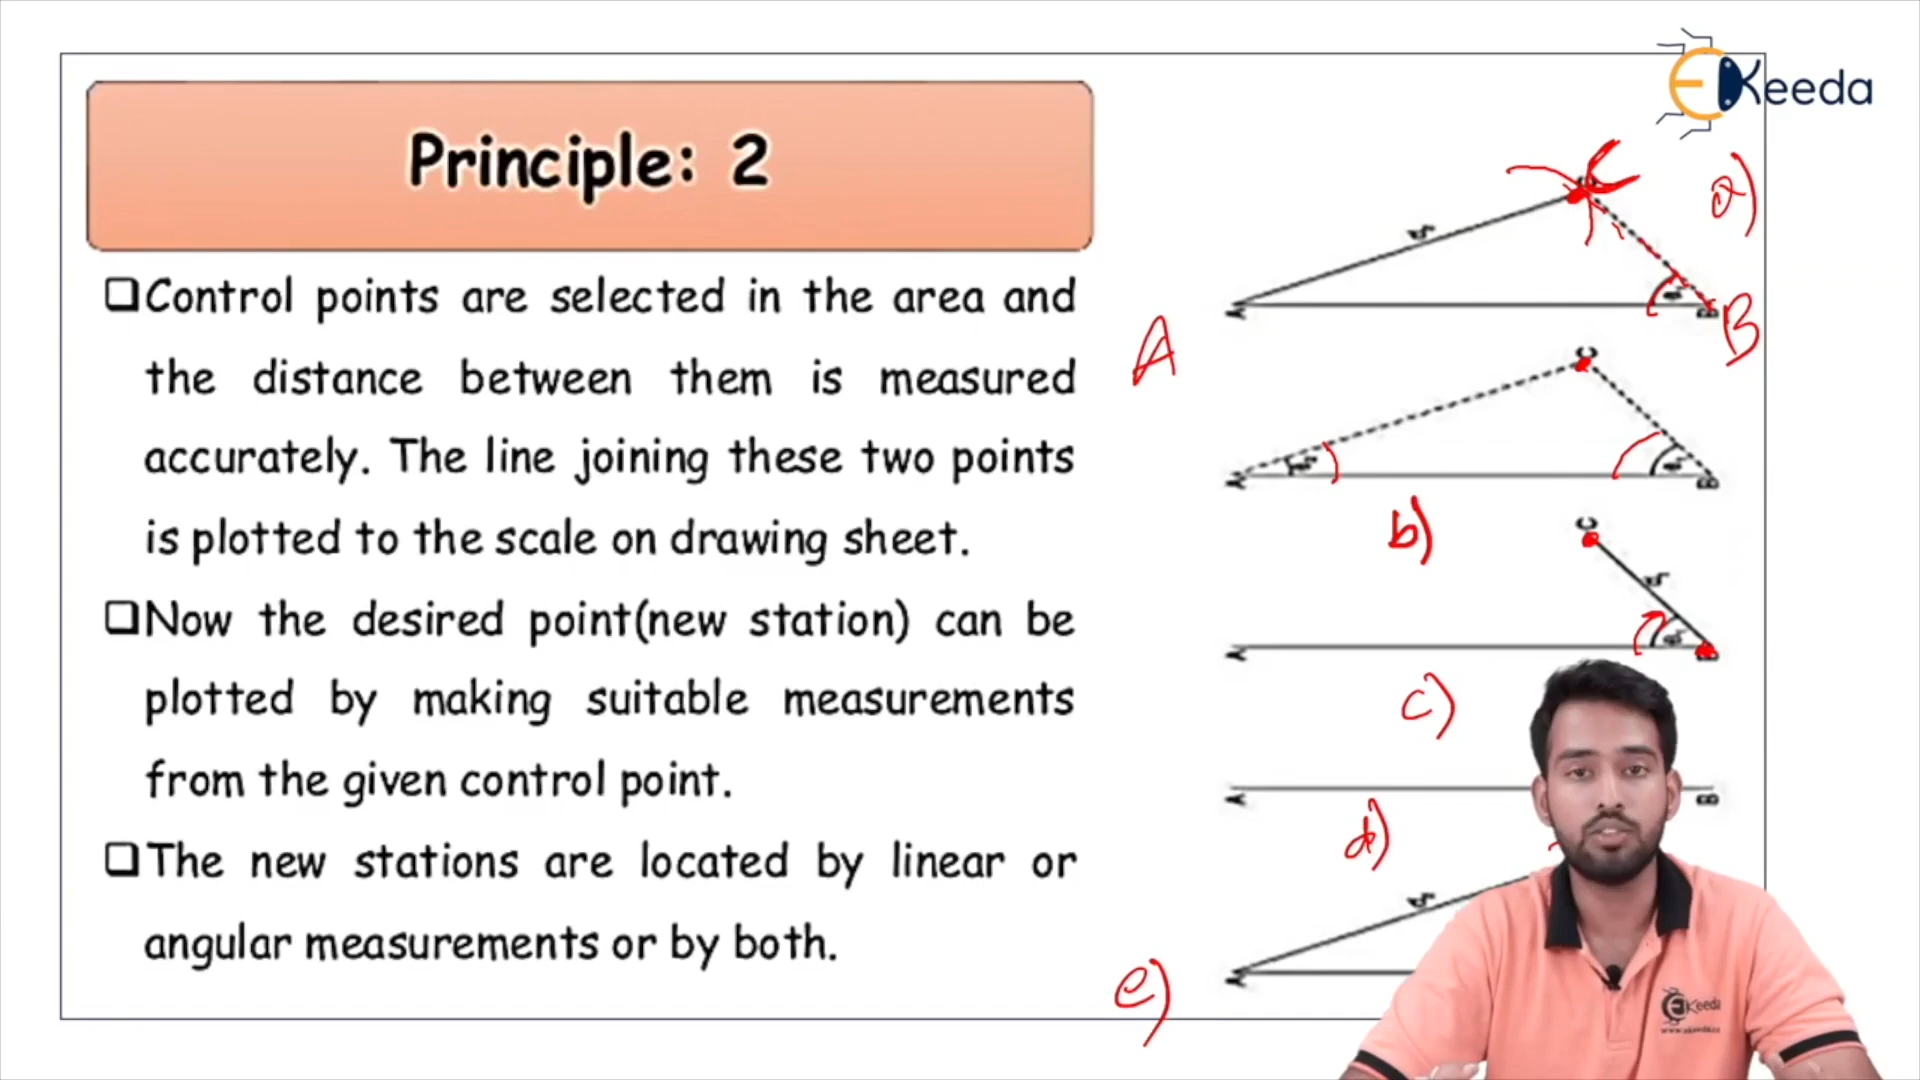 EKeeda
Principle: 2
❑Control points are selected in the area and
the distance between them is measured
accurately. The line joining these two points
is plotted to the scale on drawing sheet.
❑Now the desired point(new station) can be
plotted by making suitable measurements
from the given control point.
❑The new stations are located by linear or
angular measurements or by both.
a)
A
B
C
A
B
b)
C
A
B
c)
A
B
d)
A
e)
EKeeda